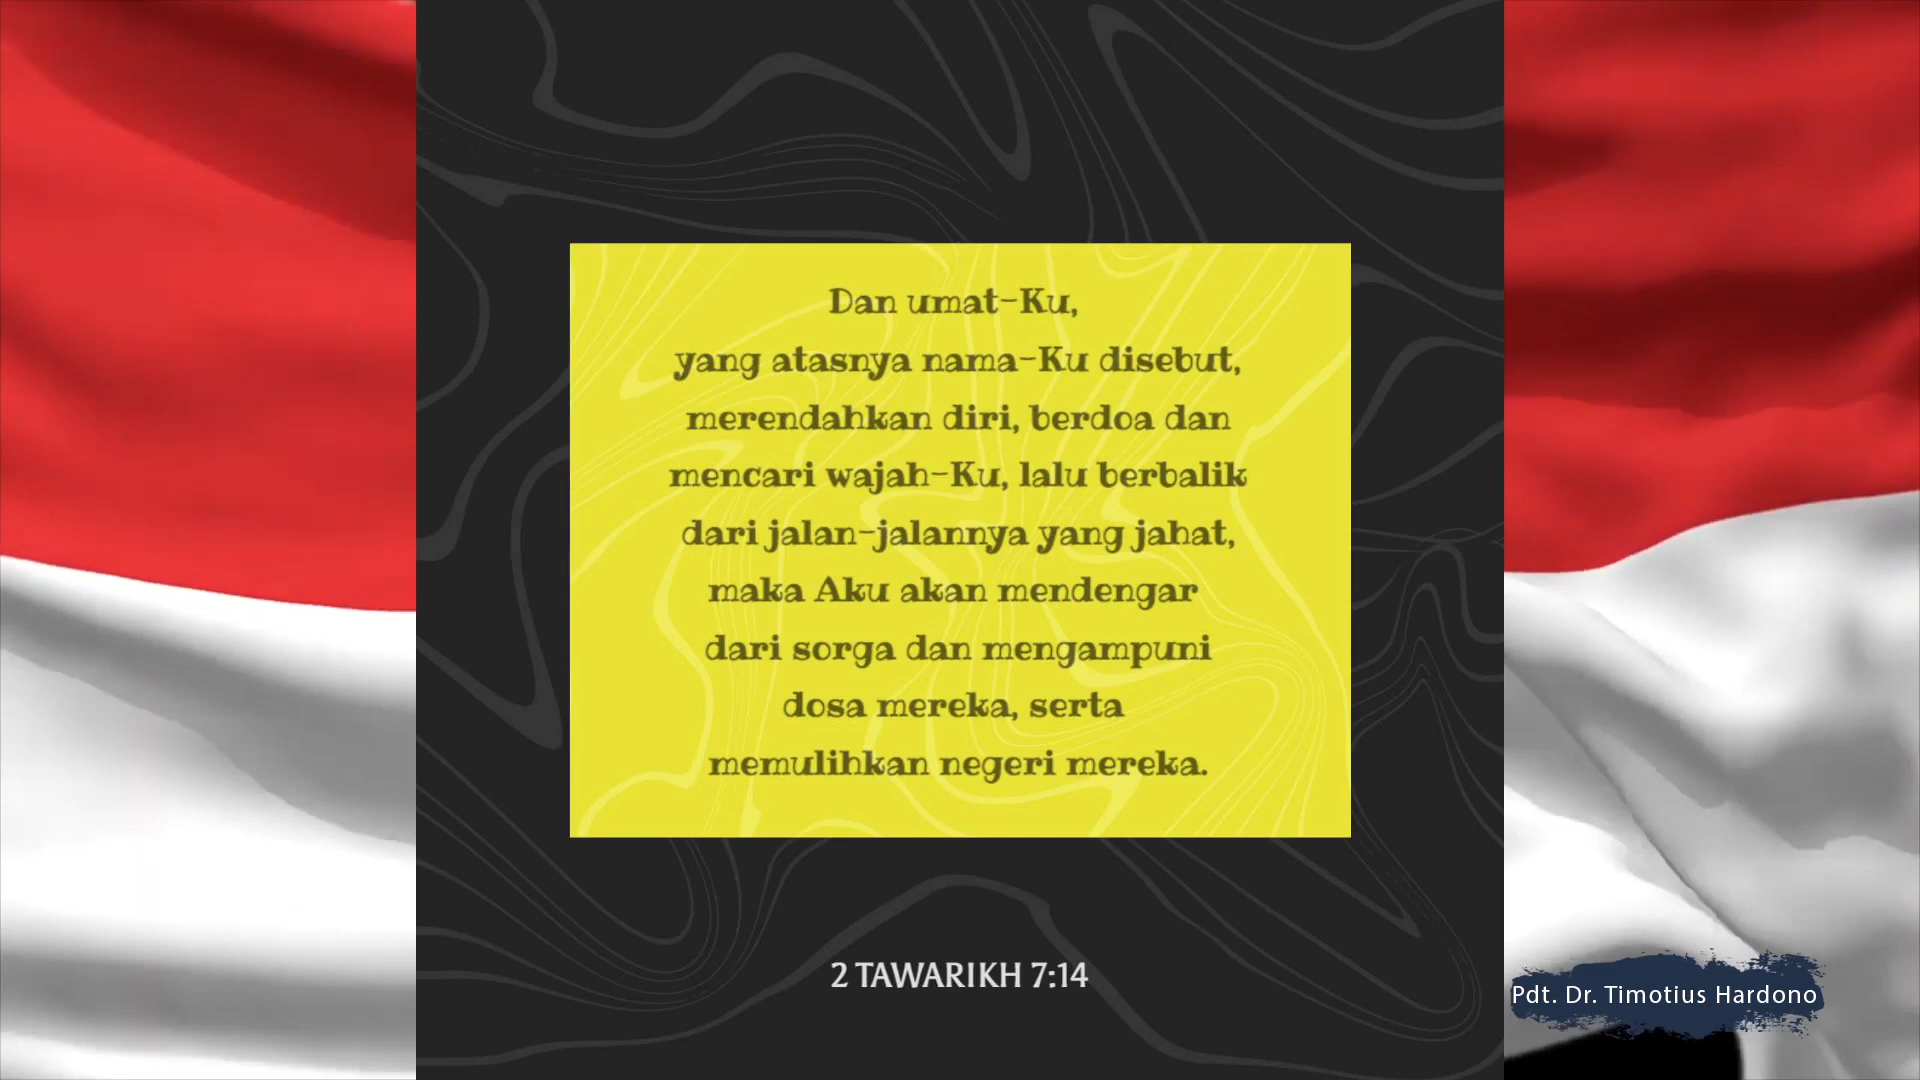 Dan umat-Ku,
yang atasnya nama-Ku disebut,
merendahkan diri, berdoa dan
mencari wajah-Ku, lalu berbalik
dari jalan-jalannya yang jahat,
maka Aku akan mendengar
dari sorga dan mengampuni
dosa mereka, serta
memulihkan negeri mereka.
2 TAWARIKH 7:14
Pdt. Dr. Timotius Hardono